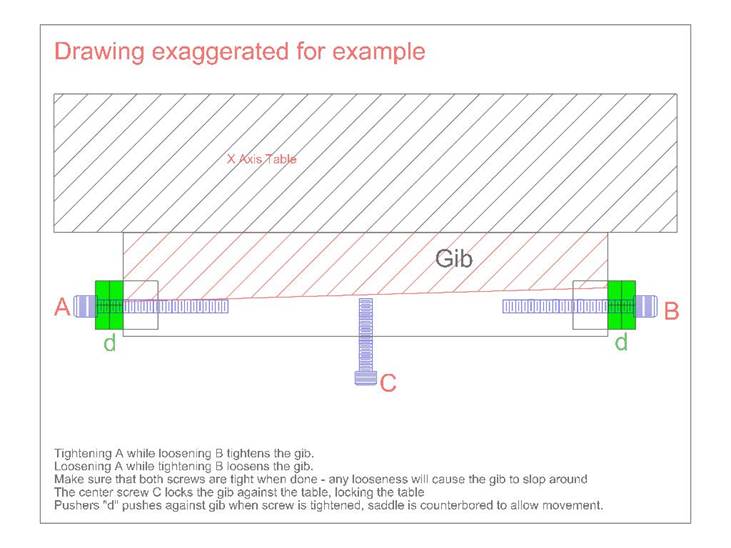 Drawing exaggerated for example
X Axis Table
Gib
A
B
d
d
C
Tightening A while loosening B tightens the gib.
Loosening A while tightening B loosens the gib.
Make sure that both screws are tight when done - any looseness will cause the gib to slop around
The center screw C locks the gib against the table, locking the table
Pushers "d" pushes against gib when screw is tightened, saddle is counterbored to allow movement.